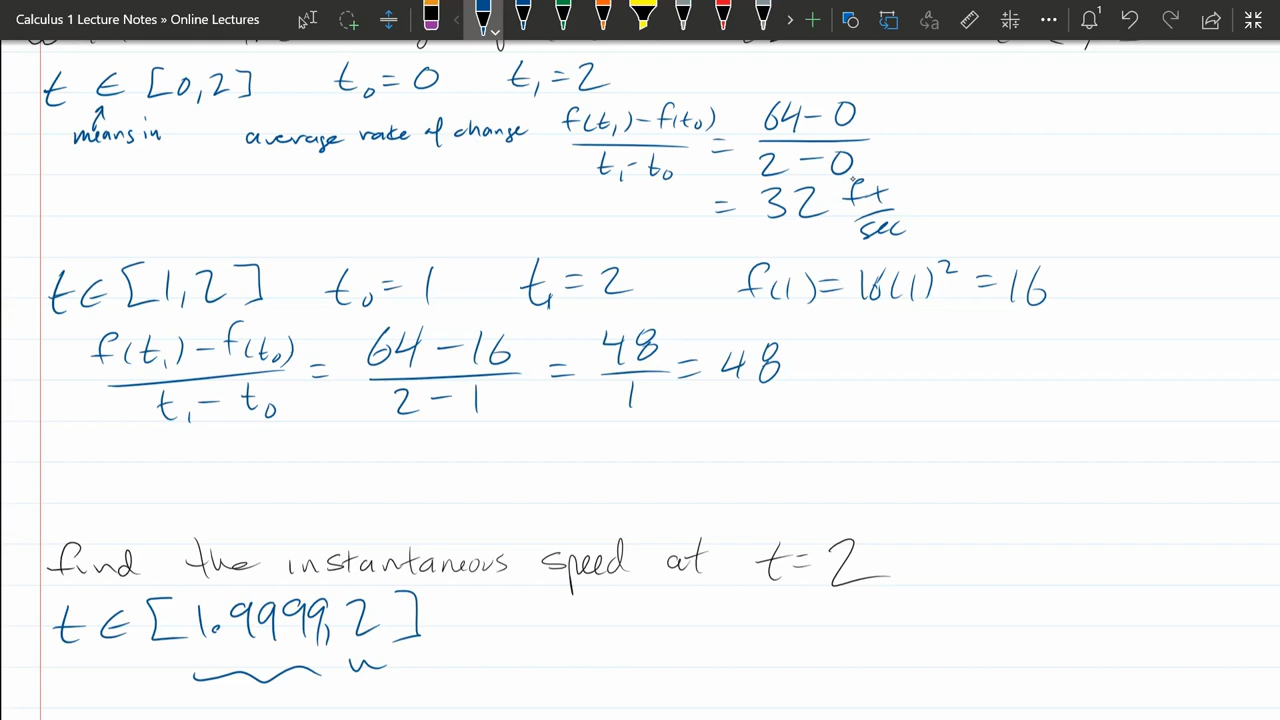 Calculus 1 Lecture Notes » Online Lectures
t ∈ [0,2] t₀ = 0 t₁ = 2
means in average rate of change f(t₁) - f(t₀) / t₁ - t₀ = 64 - 0 / 2 - 0
= 32 ft/sec
t ∈ [1,2] t₀ = 1 t₁ = 2 f(1) = 16(1)² = 16
f(t₁) - f(t₀) / t₁ - t₀ = 64 - 16 / 2 - 1 = 48 / 1 = 48
find the instantaneous speed at t = 2
t ∈ [1.9999, 2]